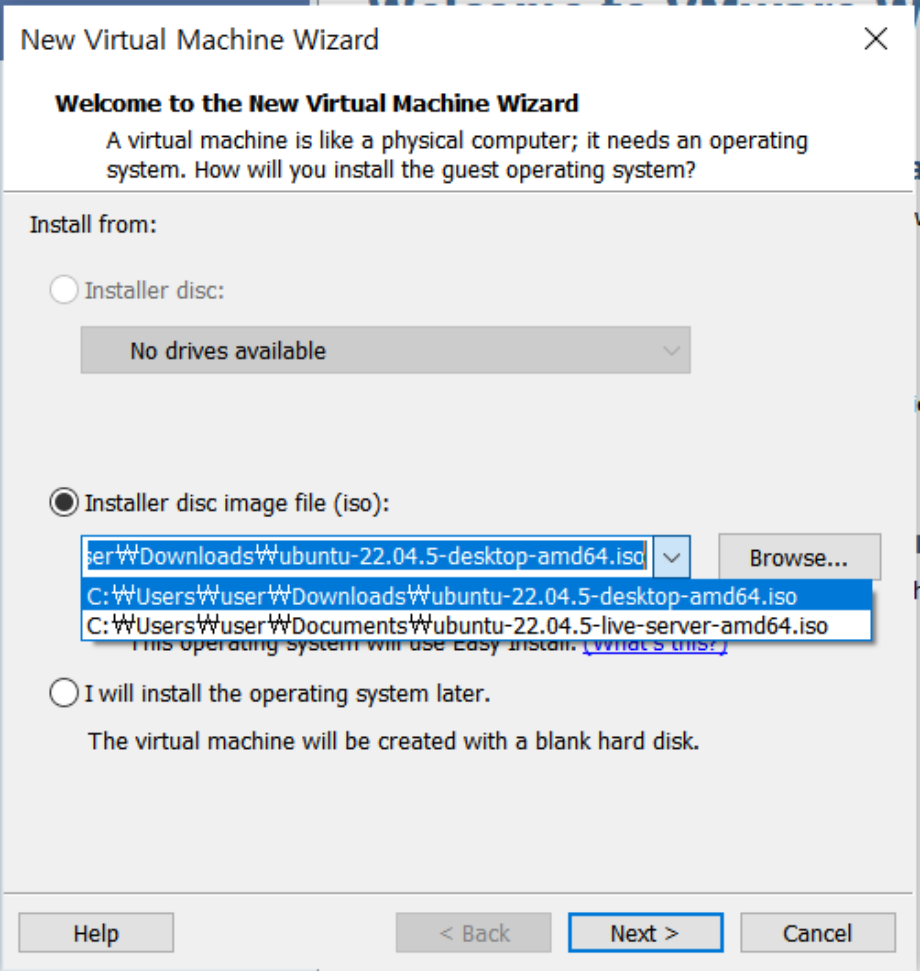 Welcome to VMware W
New Virtual Machine Wizard
Welcome to the New Virtual Machine Wizard
A virtual machine is like a physical computer; it needs an operating
system. How will you install the guest operating system?
Install from:
Installer disc:
No drives available
Installer disc image file (iso):
ser₩Downloads₩ubuntu-22.04.5-desktop-amd64.iso
Browse...
C:₩Users₩user₩Downloads₩ubuntu-22.04.5-desktop-amd64.iso
C:₩Users₩user₩Documents₩ubuntu-22.04.5-live-server-amd64.iso
This operating system will use Easy Install. (What's this?)
I will install the operating system later.
The virtual machine will be created with a blank hard disk.
Help
< Back
Next >
Cancel